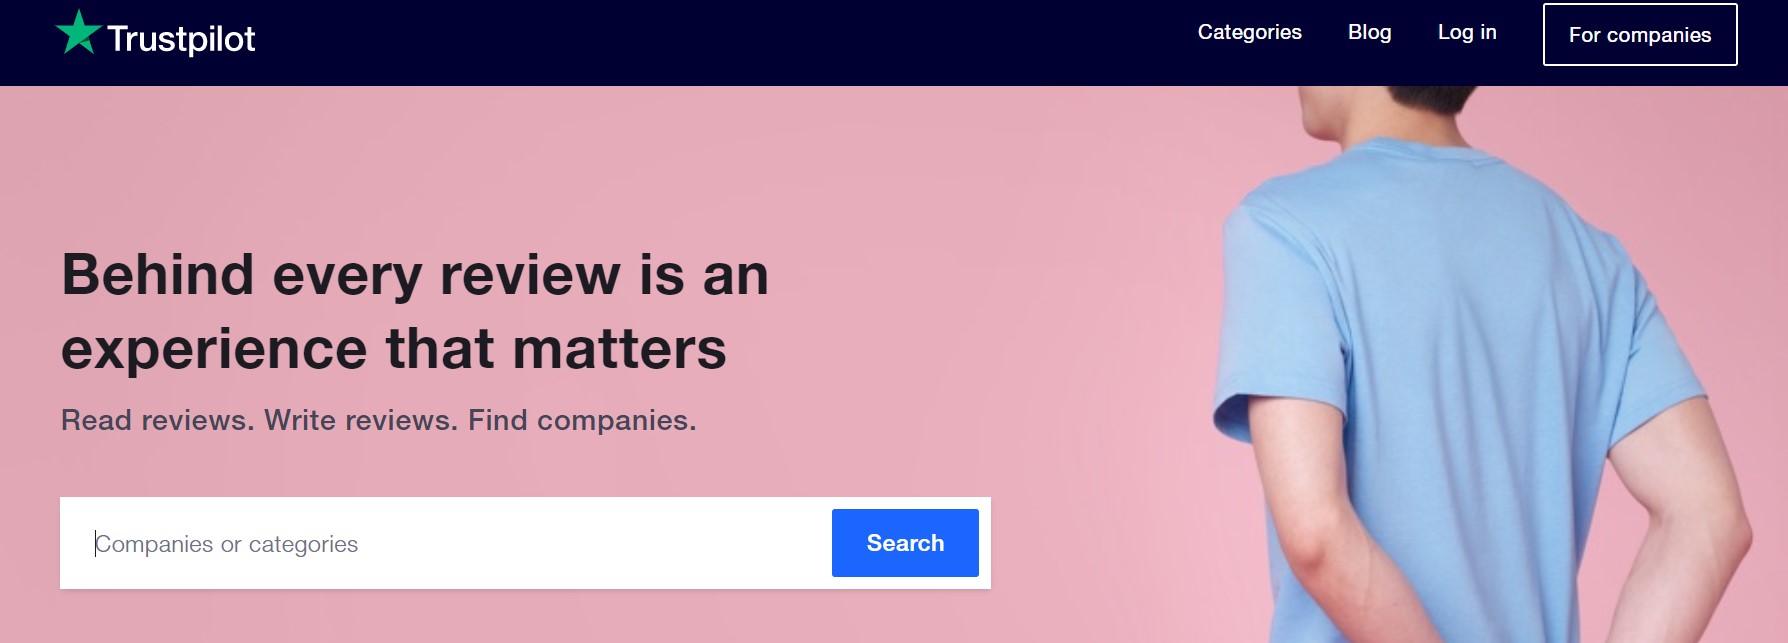 Trustpilot
Categories
Blog
Log in
For companies
Behind every review is an
experience that matters
Read reviews. Write reviews. Find companies.
Companies or categories
Search